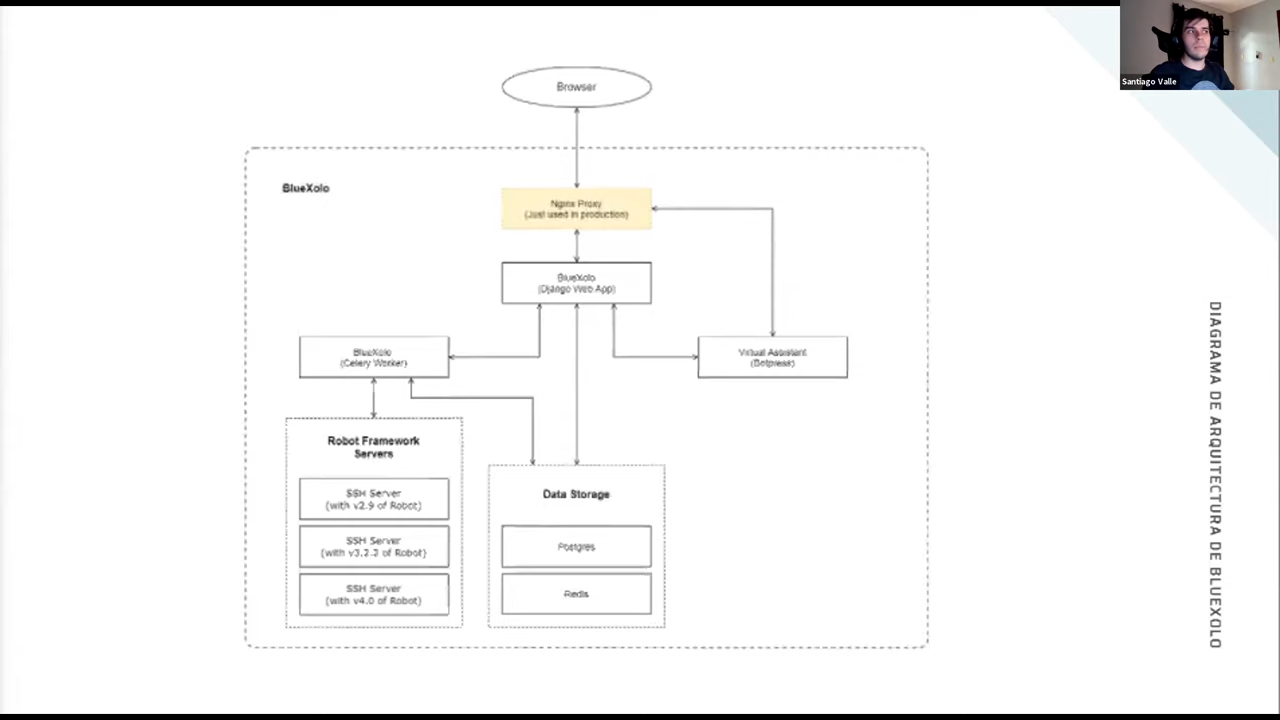 Santiago Valle
Browser
BlueXolo
Nginx Proxy
(Just used in production)
BlueXolo
(Django Web App)
BlueXolo
(Celery Worker)
Virtual Assistant
(Botpress)
Robot Framework
Servers
SSH Server
(with v2.9 of Robot)
SSH Server
(with v3.2.2 of Robot)
SSH Server
(with v4.0 of Robot)
Data Storage
Postgres
Redis
DIAGRAMA DE ARQUITECTURA DE BLUEXOLO